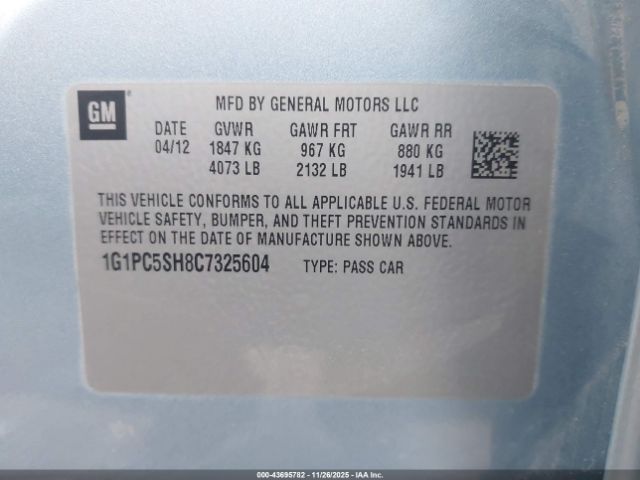 GM
MFD BY GENERAL MOTORS LLC
DATE GVWR GAWR FRT GAWR RR
04/12 1847 KG 967 KG 880 KG
4073 LB 2132 LB 1941 LB
THIS VEHICLE CONFORMS TO ALL APPLICABLE U.S. FEDERAL MOTOR
VEHICLE SAFETY, BUMPER, AND THEFT PREVENTION STANDARDS IN
EFFECT ON THE DATE OF MANUFACTURE SHOWN ABOVE.
1G1PC5SH8C7325604 TYPE: PASS CAR
000-43695782 - 11/26/2025 - IAAI, Inc.